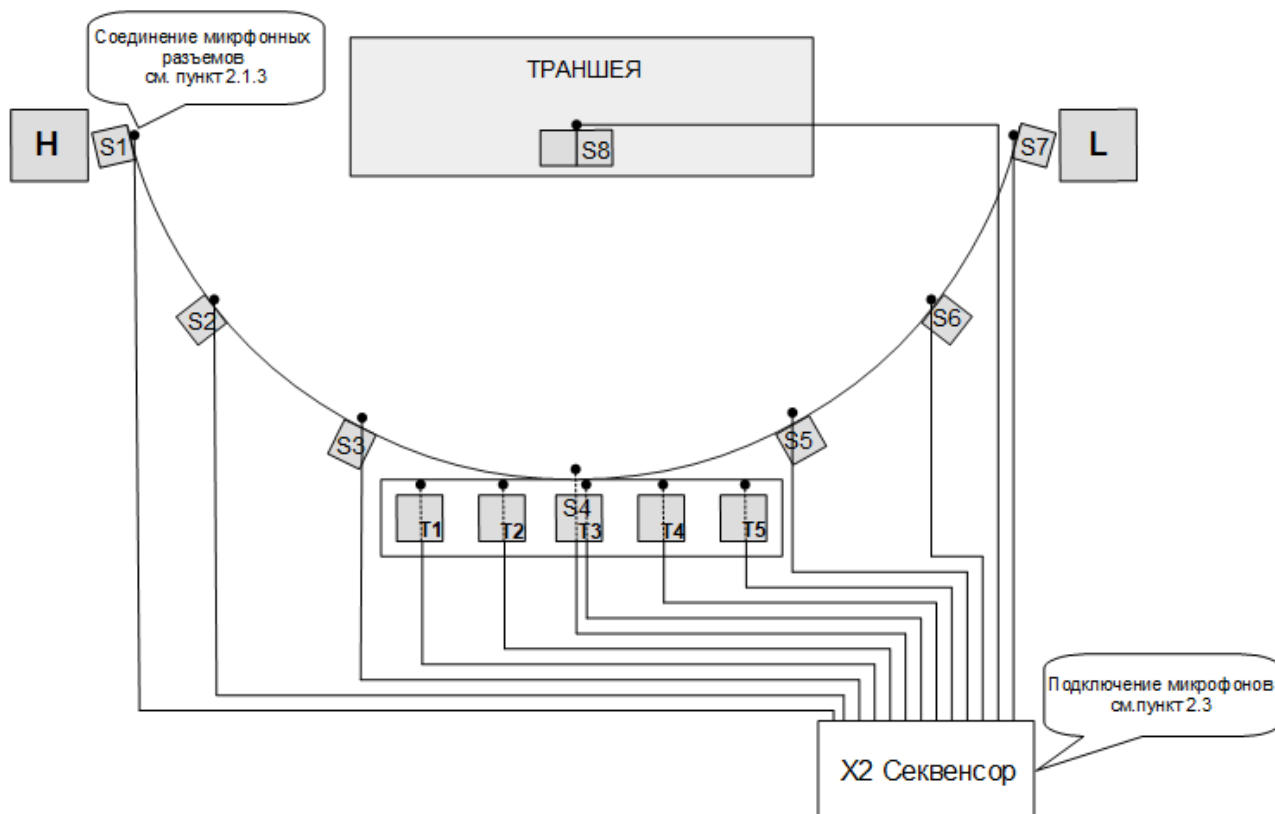 Соединение микрфонных
разъемов
см. пункт 2.1.3
ТРАНШЕЯ
H
S1
S8
S7
L
S2
S6
S3
S5
S4
T1
T2
T3
T4
T5
Подключение микрофонов
см.пункт 2.3
X2 Секвенсор